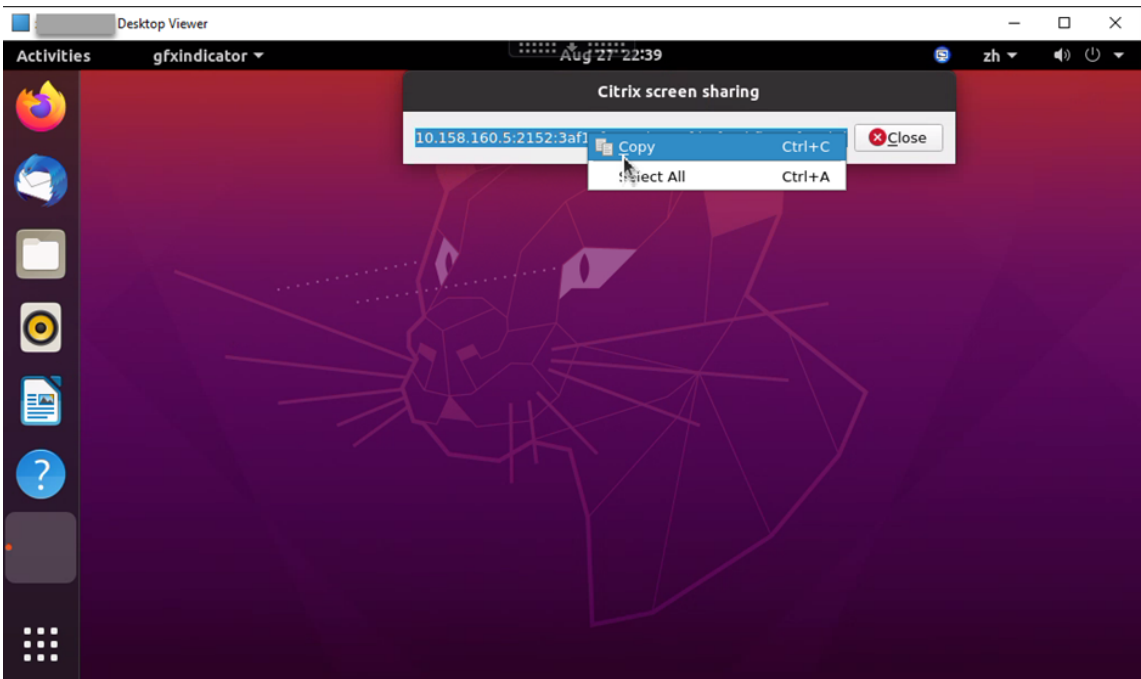 Desktop Viewer
Activities gfxindicator Aug 27 22:39 zh
Citrix screen sharing
10.158.160.5:2152:3af1 Close
Copy Ctrl+C
Select All Ctrl+A
?